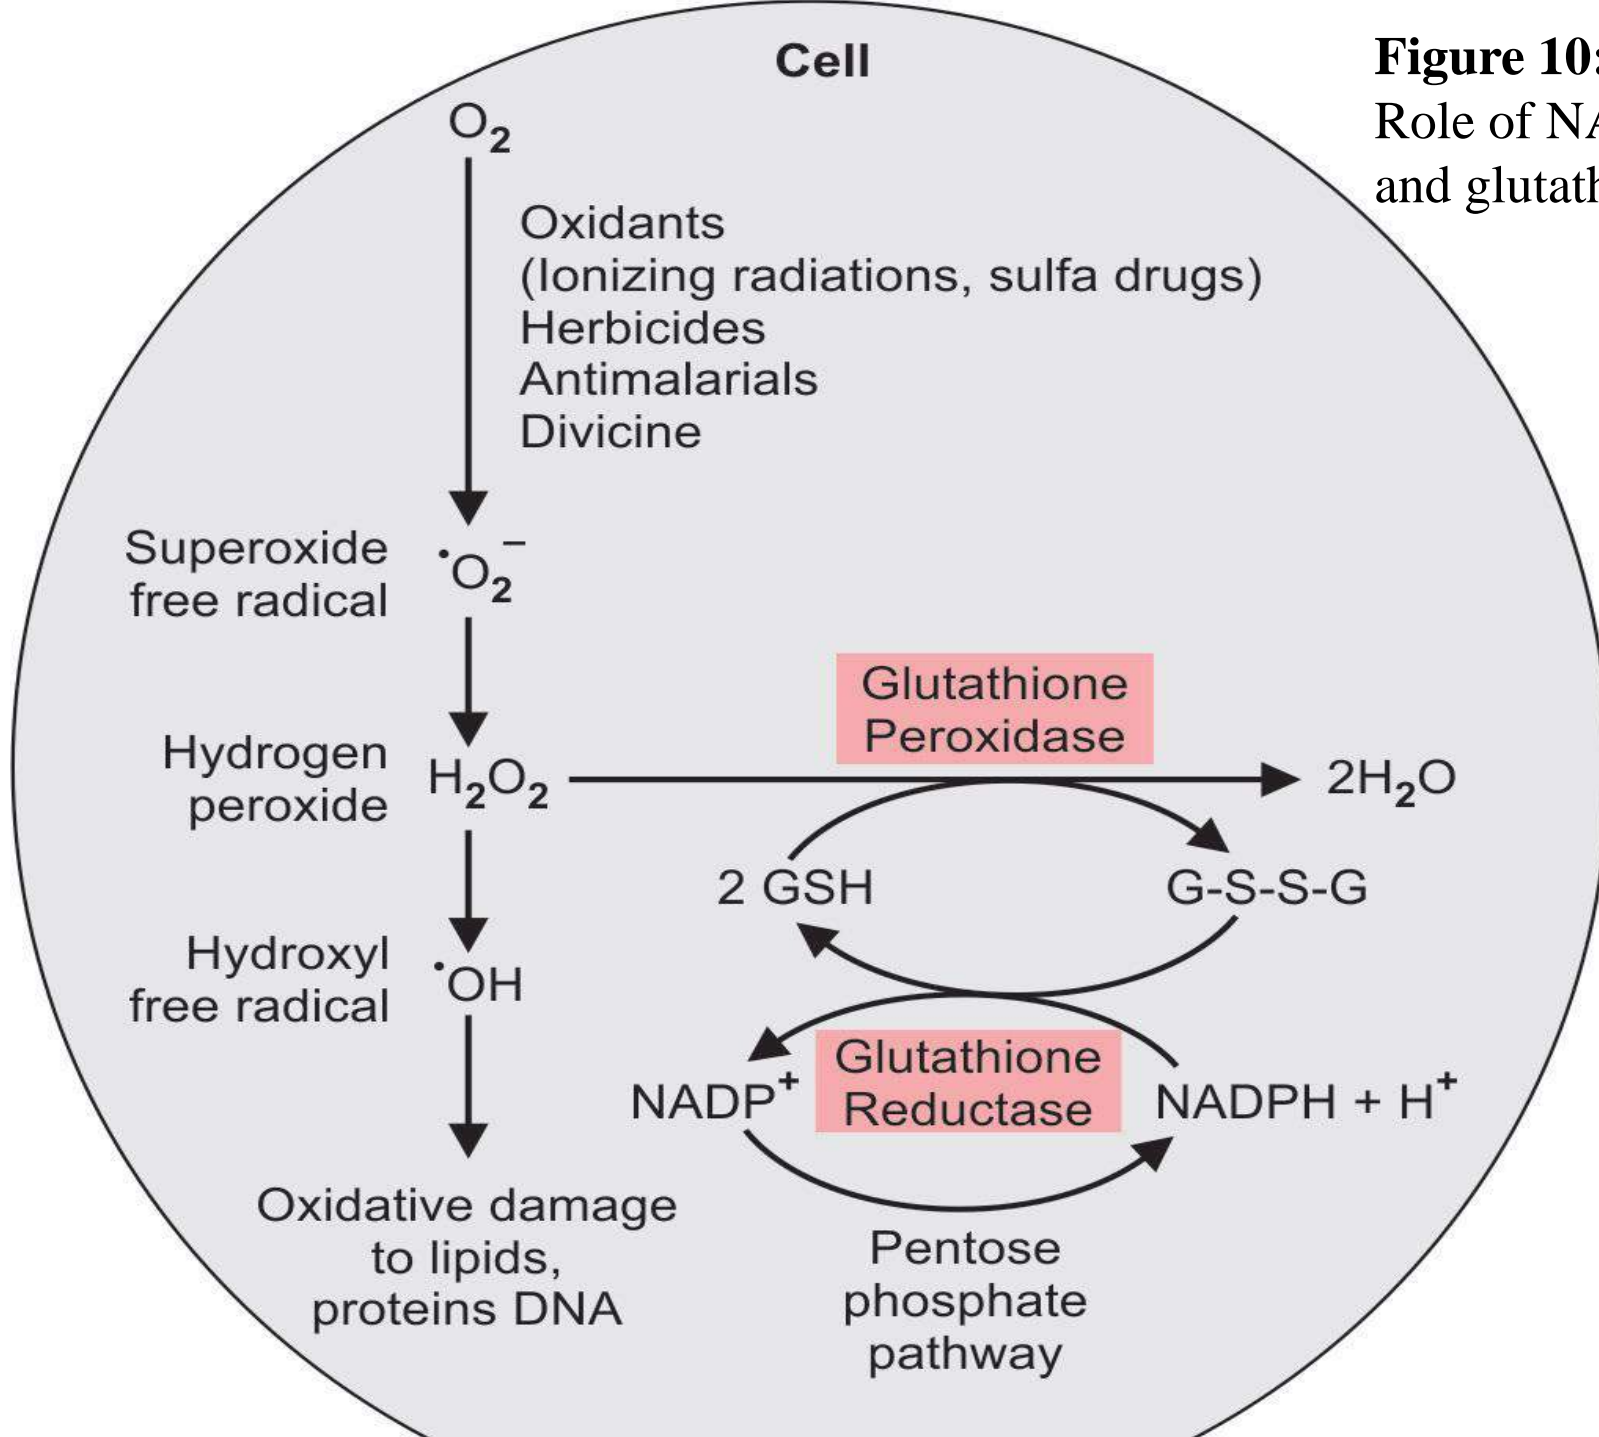 Cell
Figure 10:
Role of
and
O₂
Oxidants
(Ionizing radiations, sulfa drugs)
Herbicides
Antimalarials
Divicine
Superoxide
free radical
•O₂⁻
Glutathione
Peroxidase
Hydrogen
peroxide
H₂O₂
2H₂O
2 GSH
G-S-S-G
Hydroxyl
free radical
•OH
Glutathione
Reductase
NADP⁺
NADPH + H⁺
Oxidative damage
to lipids,
proteins DNA
Pentose
phosphate
pathway